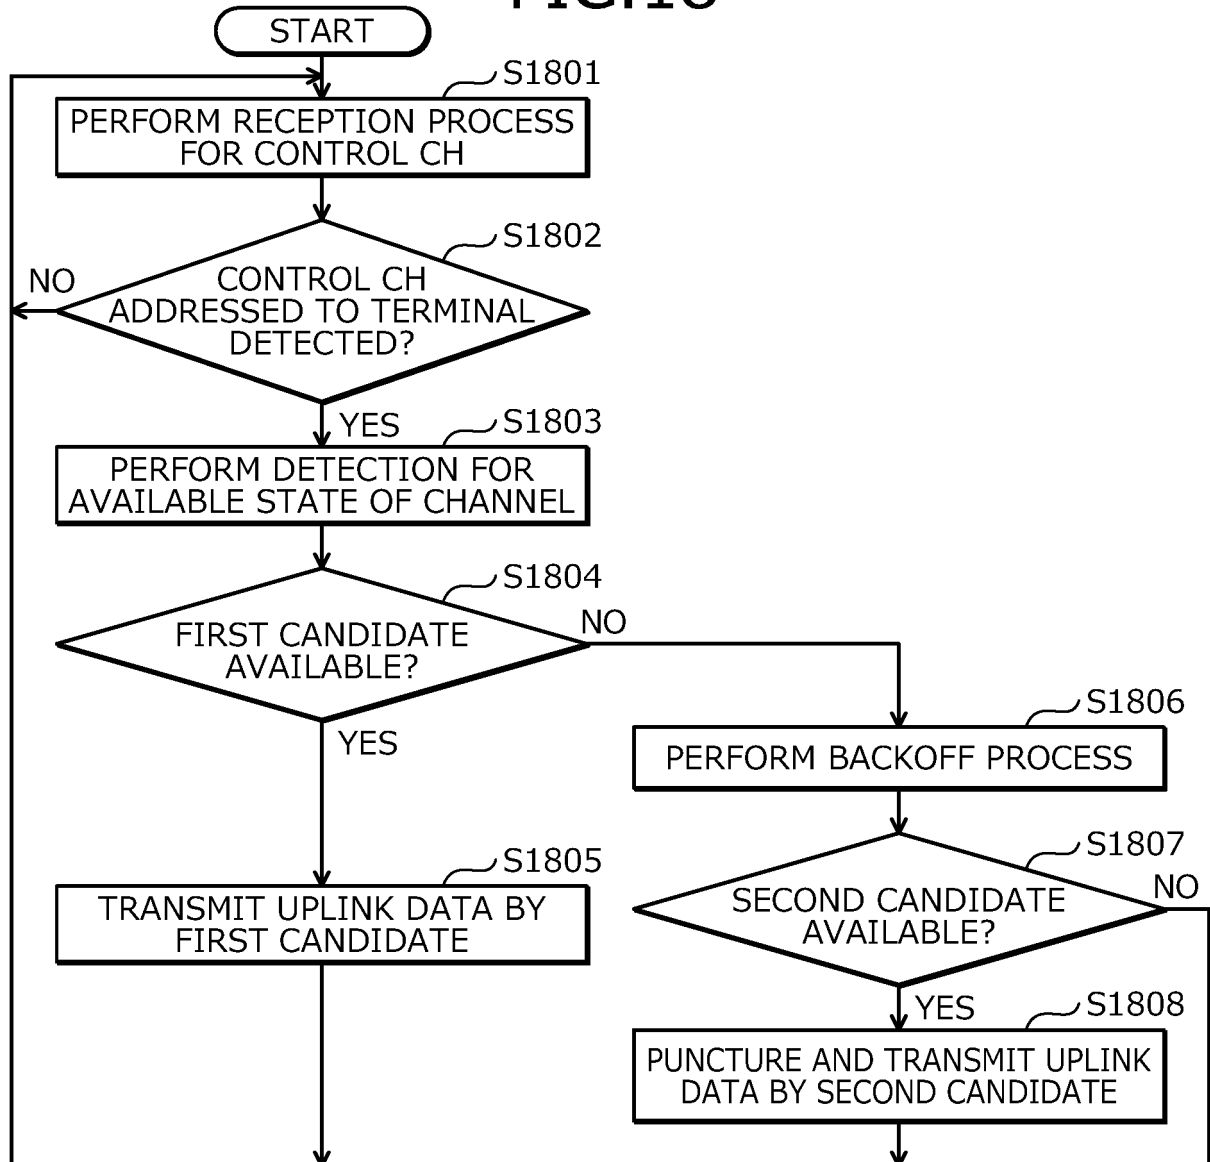 START
S1801
PERFORM RECEPTION PROCESS
FOR CONTROL CH
S1802
NO
CONTROL CH
ADDRESSED TO TERMINAL
DETECTED?
YES
S1803
PERFORM DETECTION FOR
AVAILABLE STATE OF CHANNEL
S1804
NO
FIRST CANDIDATE
AVAILABLE?
YES
S1806
PERFORM BACKOFF PROCESS
S1805
TRANSMIT UPLINK DATA BY
FIRST CANDIDATE
S1807
NO
SECOND CANDIDATE
AVAILABLE?
YES
S1808
PUNCTURE AND TRANSMIT UPLINK
DATA BY SECOND CANDIDATE